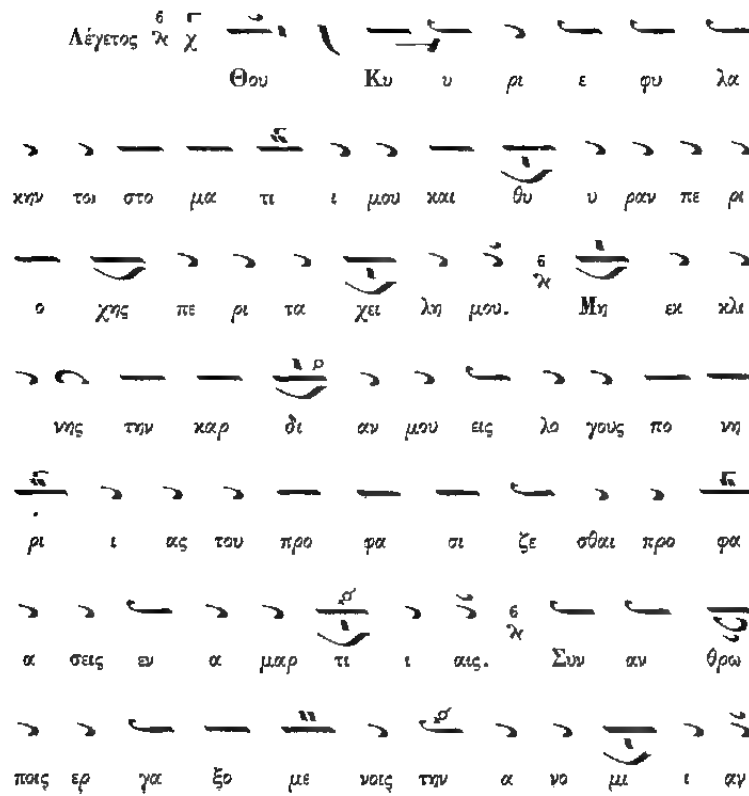 Λέγετος
Θου Κυ υ ρι ε φυ λα
κην τοι στο μα τι ι μου και θυ υ ραν πε ρι
ο χης πε ρι τα χει λη μου. Μη εκ κλι
νης την καρ δι αν μου εις λο γους πο νη
ρι ι ας του προ φα σι ζε σθαι προ φα
α σεις εν α μαρ τι ι αις. Συν αν θρω
ποις ερ γα ξο με νοις την α νο μι ι αν